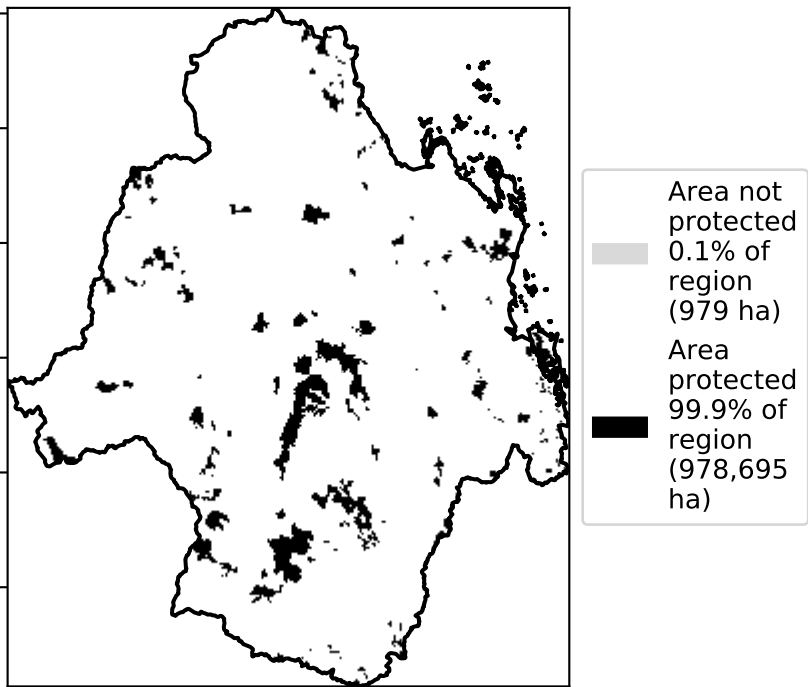 Area not
protected
0.1% of
region
(979 ha)
Area
protected
99.9% of
region
(978,695
ha)